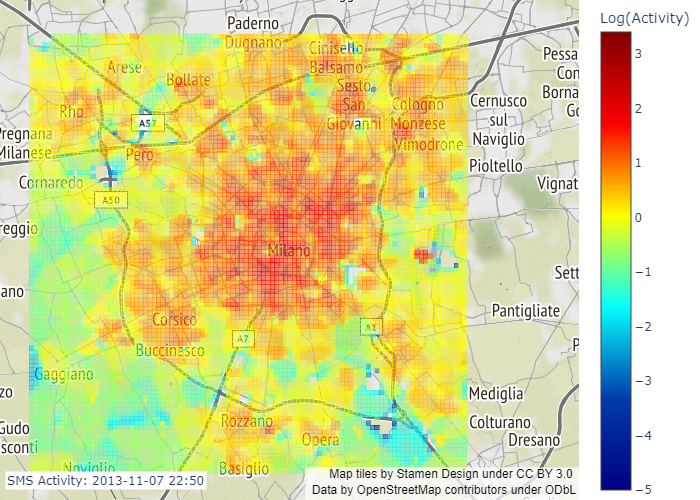 Paderno
Dugnano
Cinisello
Balsamo
Arese
Bollate
Sesto
San
Giovanni
Rho
A52
Cologno
Monzese
Vimodrone
Pregnana
Milanese
Pero
Cornaredo
A50
Cernusco
sul
Naviglio
Pioltello
Pessa
Con
Borna
Go
Vignat
reggio
Milano
Sett
ano
Corsico
Buccinasco
A7
A1
Pantigliate
P
Gaggiano
zo
Gudo
sconti
Rozzano
Opera
Mediglia
Colturano
Dresano
Noviglio
Basiglio
SMS Activity: 2013-11-07 22:50
Map tiles by Stamen Design under CC BY 3.0
Data by OpenStreetMap contributors under ODbL
Log(Activity)
3
2
1
0
−1
−2
−3
−4
−5